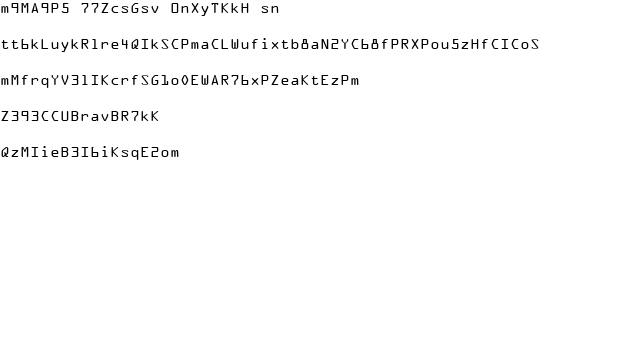 m9MA9P5 77ZcsGsv OnXyTKkH sn
tt6kLuykRlre4QIkSCPmaCLWufixtb8aN2YC68fPRXPou5zHfCICoS
mMfrqYV3lIKcrfSG1o0EWAR76xPZeaKtEzPm
Z393CCUBravBR7kK
QzMIieB3I6iKsqE2om